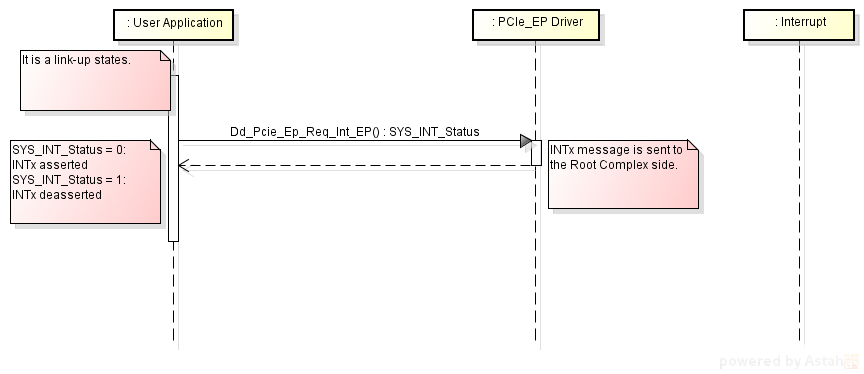 : User Application
: PCIe_EP Driver
: Interrupt
It is a link-up states.
Dd_Pcie_Ep_Req_Int_EP() : SYS_INT_Status
SYS_INT_Status = 0:
INTx asserted
SYS_INT_Status = 1:
INTx deasserted
INTx message is sent to
the Root Complex side.
powered by Astah